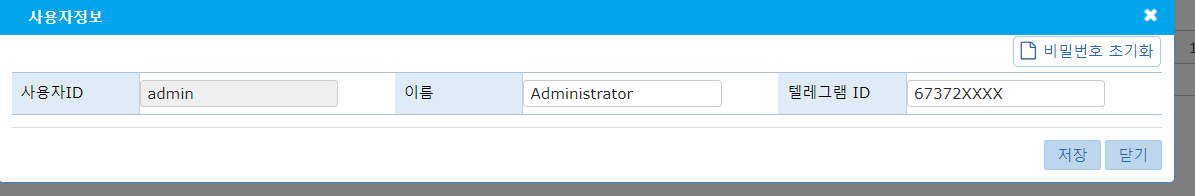 사용자정보
비밀번호 초기화
사용자ID admin 이름 Administrator 텔레그램 ID 67372XXXX
저장 닫기